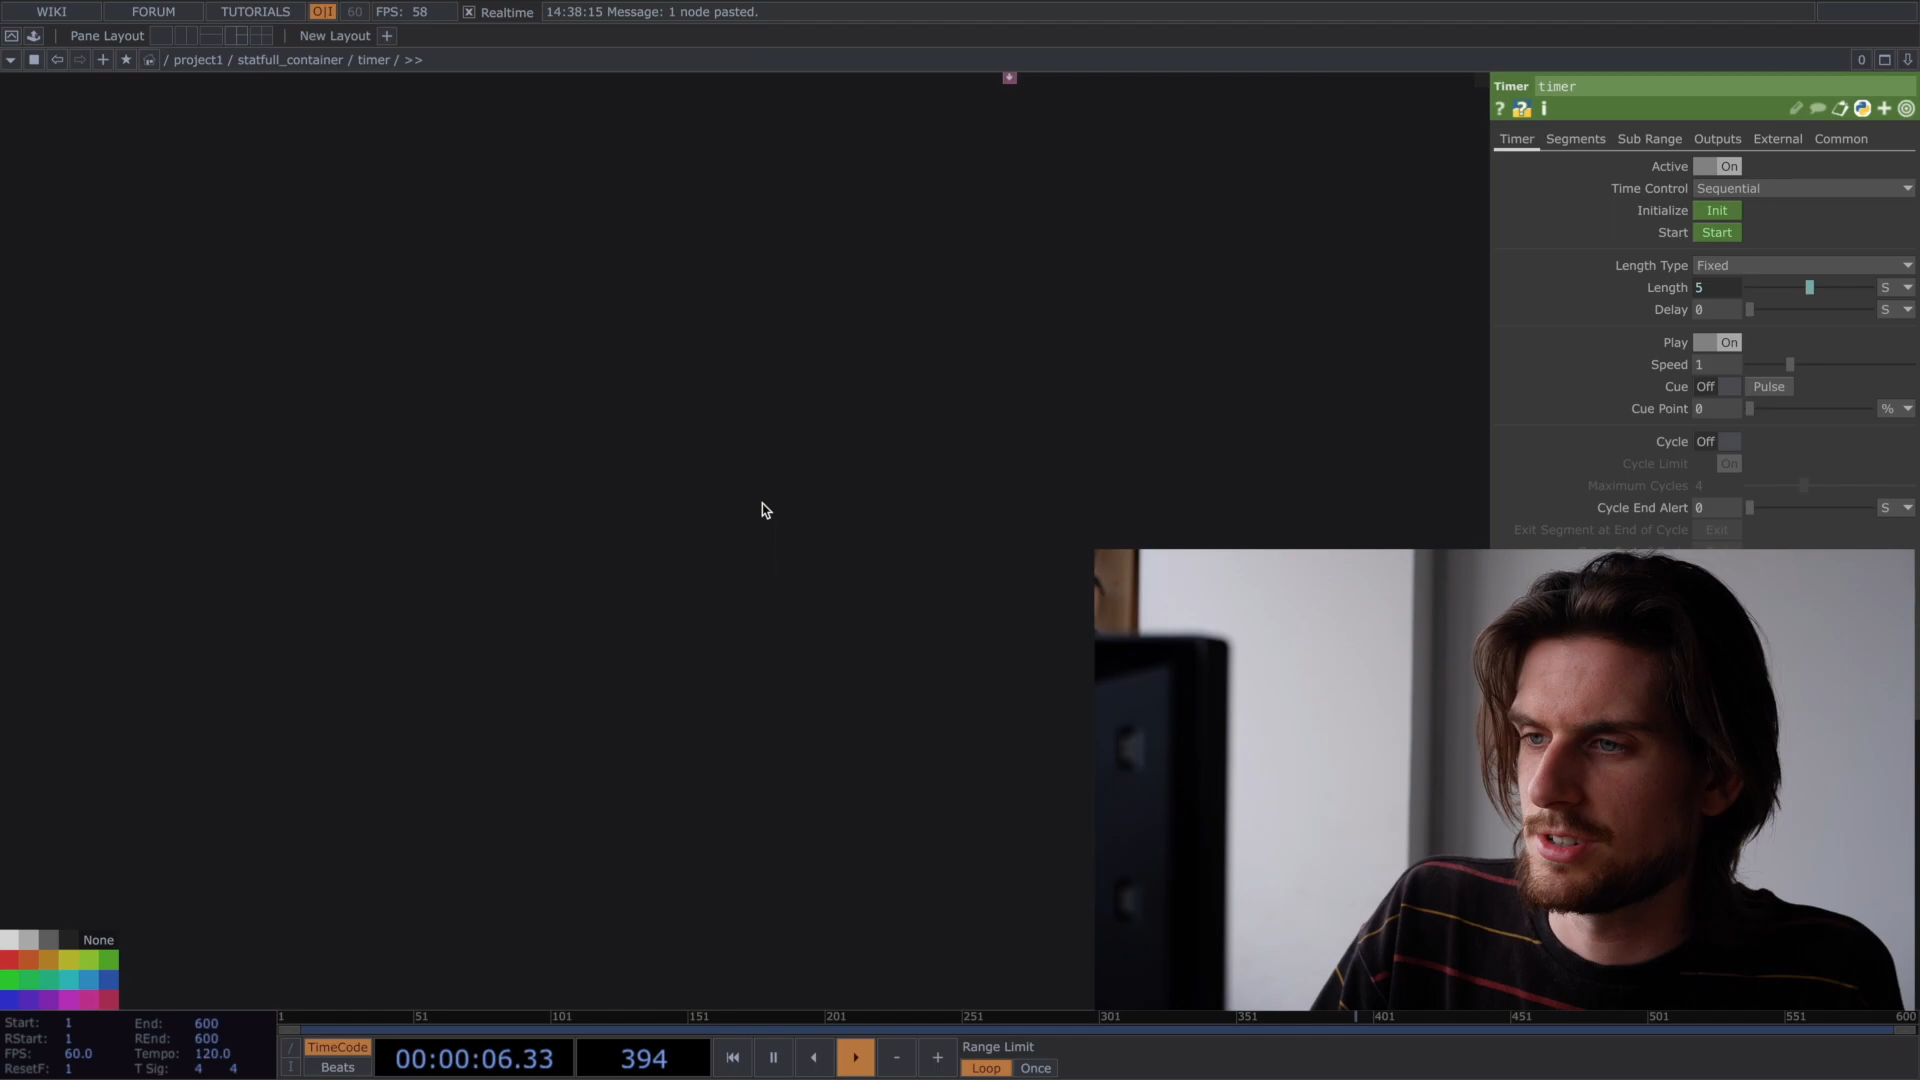 WIKI FORUM TUTORIALS O|I 60 FPS: 58 Realtime 14:38:15 Message: 1 node pasted.
Pane Layout New Layout +
/ project1 / statfull_container / timer / >> 0
Timer timer
? ? i
Timer Segments Sub Range Outputs External Common
Active On
Time Control Sequential
Initialize Init
Start Start
Length Type Fixed
Length 5 S
Delay 0 S
Play On
Speed 1
Cue Off Pulse
Cue Point 0 %
Cycle Off
Cycle Limit On
Maximum Cycles 4
Cycle End Alert 0 S
Exit Segment at End of Cycle Exit
None
1 51 101 151 201 251 301 351 401 451 501 551 600
Start: 1 End: 600
RStart: 1 REnd: 600
FPS: 60.0 Tempo: 120.0
ResetF: 1 T Sig: 4 4
TimeCode
Beats
00:00:06.33 394
- +
Range Limit
Loop Once